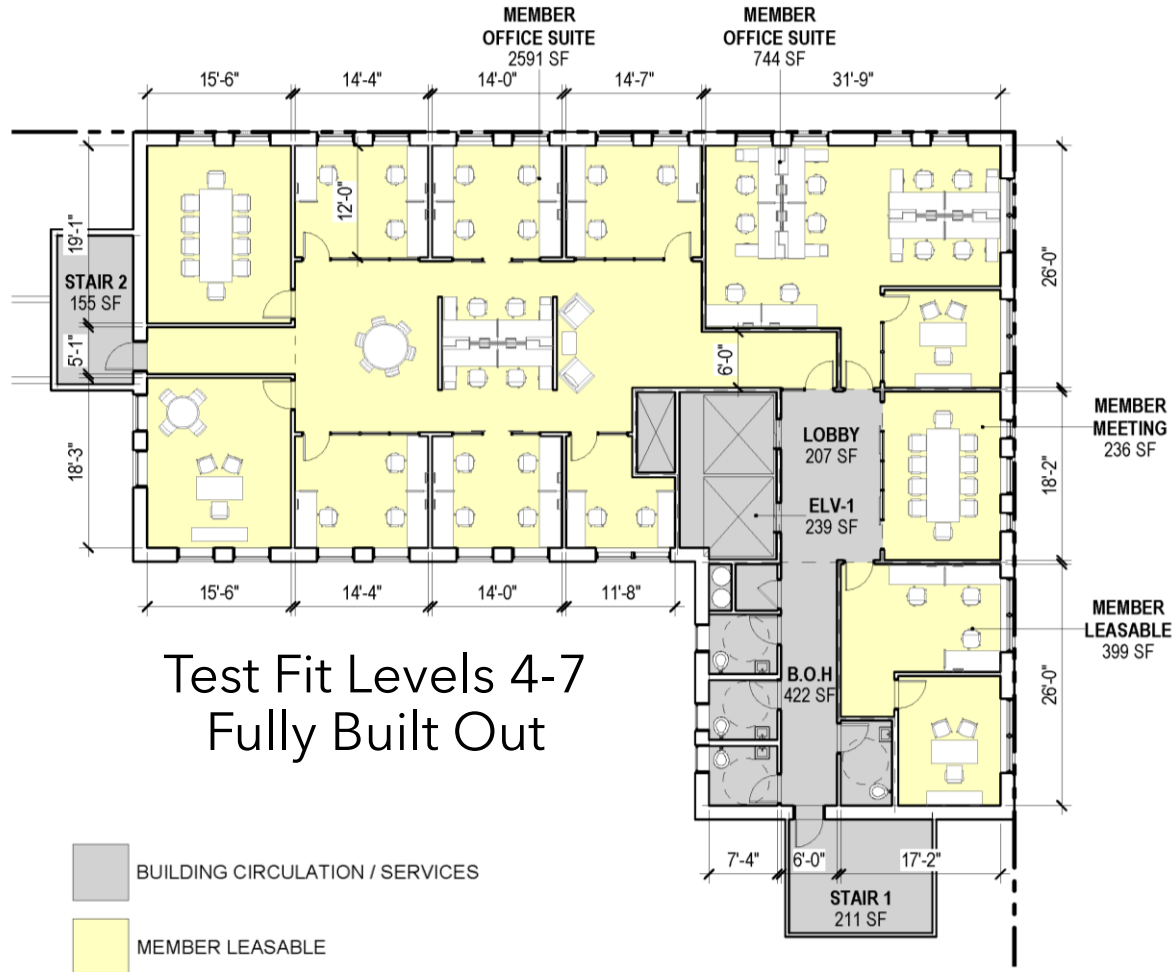 MEMBER
OFFICE SUITE
2591 SF
MEMBER
OFFICE SUITE
744 SF
15'-6"
14'-4"
14'-0"
14'-7"
31'-9"
19'-1"
12'-0"
26'-0"
STAIR 2
155 SF
5'-1"
6'-0"
18'-3"
LOBBY
207 SF
MEMBER
MEETING
236 SF
18'-2"
ELV-1
239 SF
15'-6"
14'-4"
14'-0"
11'-8"
MEMBER
LEASABLE
399 SF
Test Fit Levels 4-7
Fully Built Out
B.O.H
422 SF
26'-0"
7'-4"
6'-0"
17'-2"
BUILDING CIRCULATION / SERVICES
STAIR 1
211 SF
MEMBER LEASABLE